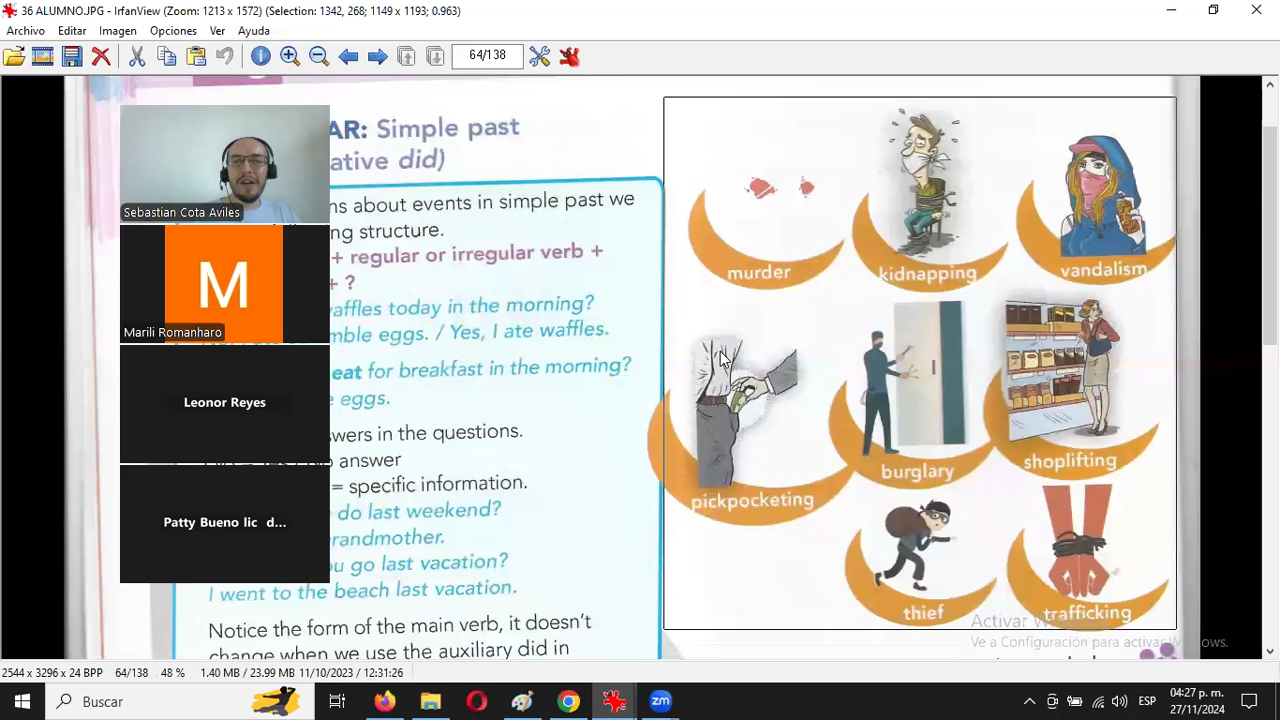 36 ALUMNO.JPG - IrfanView (Zoom: 1213 x 1572) (Selection: 1342, 268; 1149 x 1193; 0.963)
Archivo Editar Imagen Opciones Ver Ayuda
64/138
AR: Simple past
ative did)
ns about events in simple past we
ng structure.
+ regular or irregular verb +
+ ?
affles today in the morning?
mble eggs. / Yes, I ate waffles.
eat for breakfast in the morning?
e eggs.
swers in the questions.
answer
= specific information.
do last weekend?
randmother.
ou go last vacation?
I went to the beach last vacation.
Notice the form of the main verb, it doesn't
change when we use the auxiliary did in
Sebastian Cota Aviles
M
Marili Romanharo
Leonor Reyes
Patty Bueno lic d...
murder
kidnapping
vandalism
pickpocketing
burglary
shoplifting
thief
trafficking
Ve a Configuración para activar Windows.
2544 x 3296 x 24 BPP 64/138 48 % 1.40 MB / 23.99 MB 11/10/2023 / 12:31:26
Buscar
zm
ESP
04:27 p. m.
27/11/2024